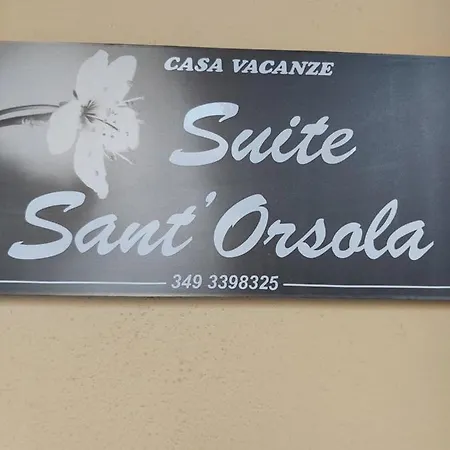 CASA VACANZE
Suite
Sant'Orsola
349 3398325